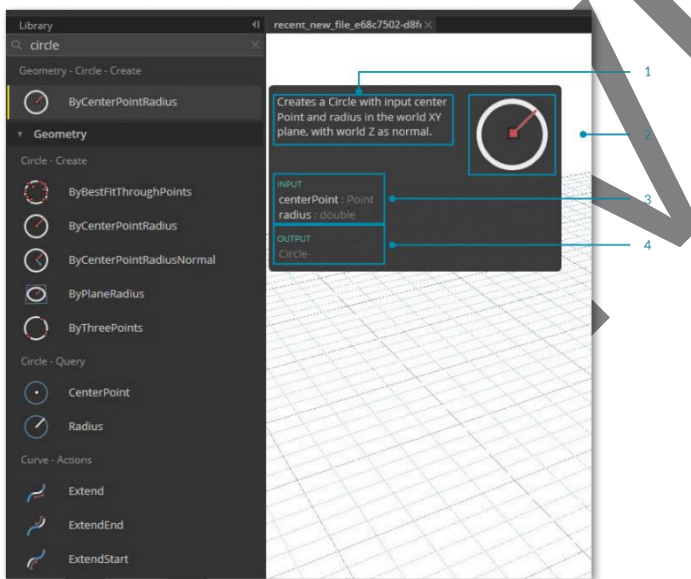 Library
recent_new_file_e68c7502-d8f
circle
Geometry - Circle - Create
ByCenterPointRadius
Geometry
Circle - Create
ByBestFitThroughPoints
ByCenterPointRadius
ByCenterPointRadiusNormal
ByPlaneRadius
ByThreePoints
Circle - Query
CenterPoint
Radius
Curve - Actions
Extend
ExtendEnd
ExtendStart
Creates a Circle with input center
Point and radius in the world XY
plane, with world Z as normal.
INPUT
centerPoint : Point
radius : double
OUTPUT
Circle
1
2
3
4